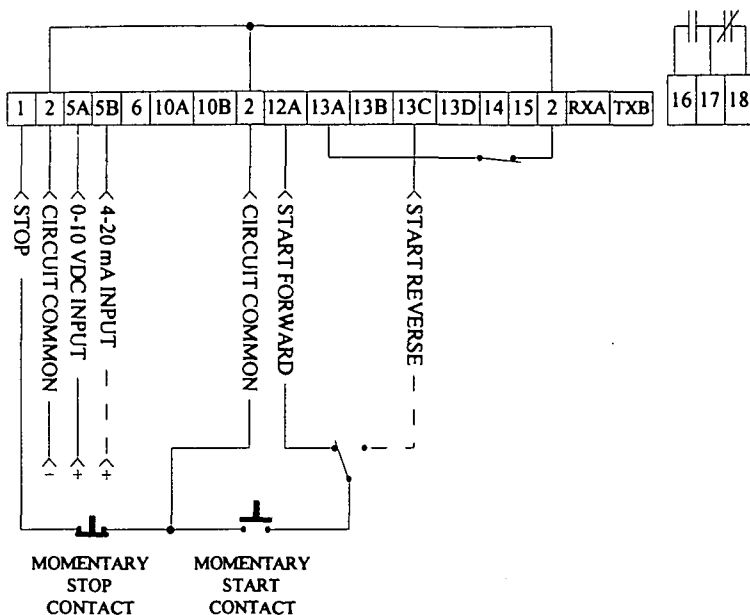 1 2 5A 5B 6 10A 10B 2 12A 13A 13B 13C 13D 14 15 2 RXA TXB
16 17 18
STOP
CIRCUIT COMMON
0-10 VDC INPUT
4-20 mA INPUT
CIRCUIT COMMON
START FORWARD
START REVERSE
- + +
MOMENTARY
STOP
CONTACT
MOMENTARY
START
CONTACT